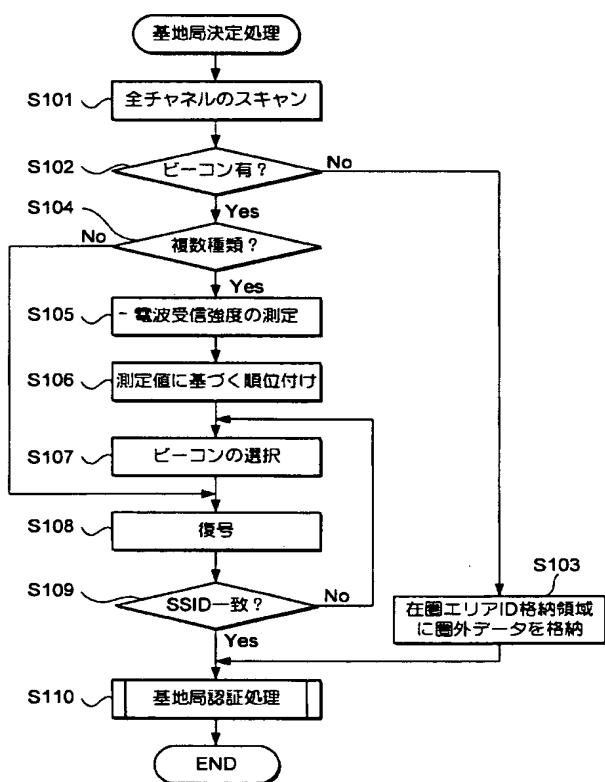 基地局決定処理
S101
全チャネルのスキャン
S102
ビーコン有？
No
Yes
S104
No
複数種類？
Yes
S105
-電波受信強度の測定
S106
測定値に基づく順位付け
S107
ビーコンの選択
S108
復号
S109
SSID一致？
No
Yes
S103
在圏エリアID格納領域
に圏外データを格納
S110
基地局認証処理
END